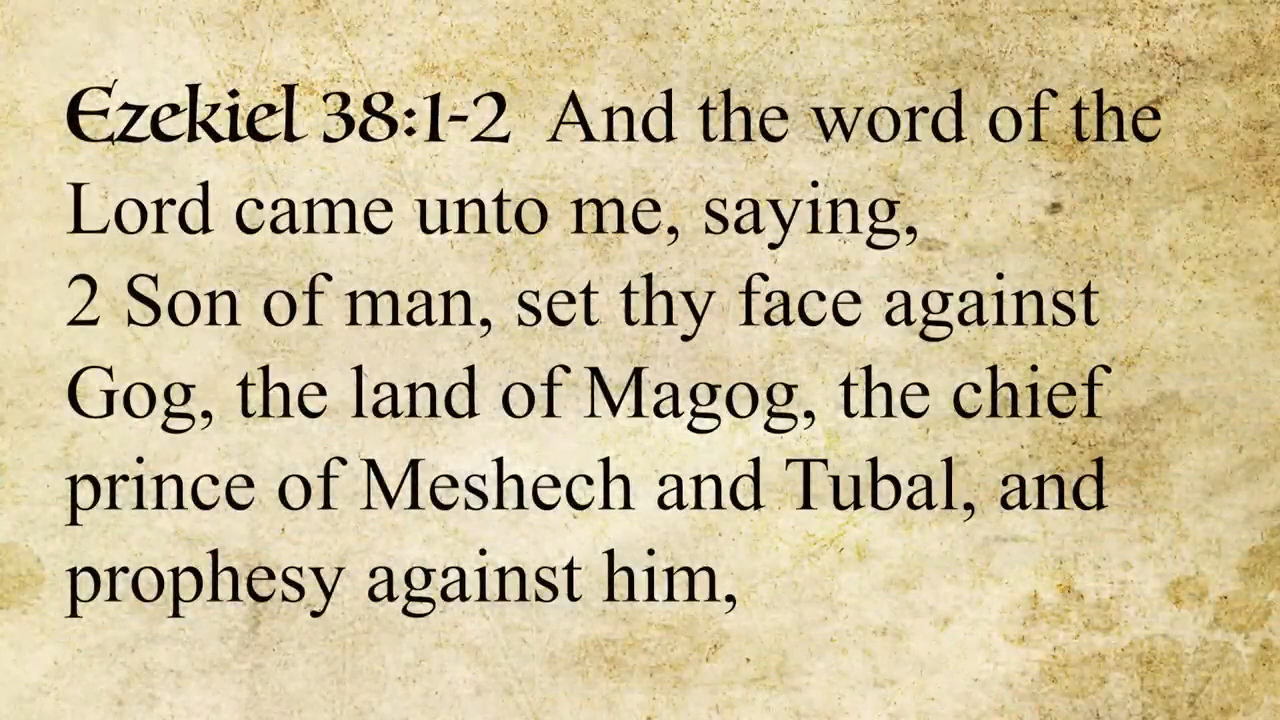 Ezekiel 38:1-2 And the word of the
Lord came unto me, saying,
2 Son of man, set thy face against
Gog, the land of Magog, the chief
prince of Meshech and Tubal, and
prophesy against him,